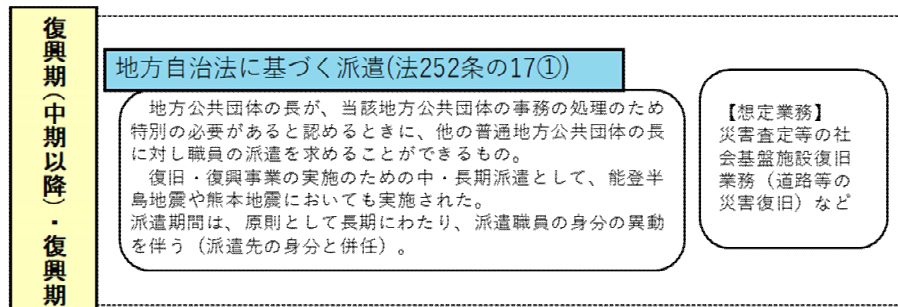 復興期(中期以降)・復興期
地方自治法に基づく派遣(法252条の17①)
地方公共団体の長が、当該地方公共団体の事務の処理のため
特別の必要があると認めるときに、他の普通地方公共団体の長
に対し職員の派遣を求めることができるもの。
復旧・復興事業の実施のための中・長期派遣として、能登半
島地震や熊本地震においても実施された。
派遣期間は、原則として長期にわたり、派遣職員の身分の異動
を伴う（派遣先の身分と併任）。
【想定業務】
災害査定等の社
会基盤施設復旧
業務（道路等の
災害復旧）など